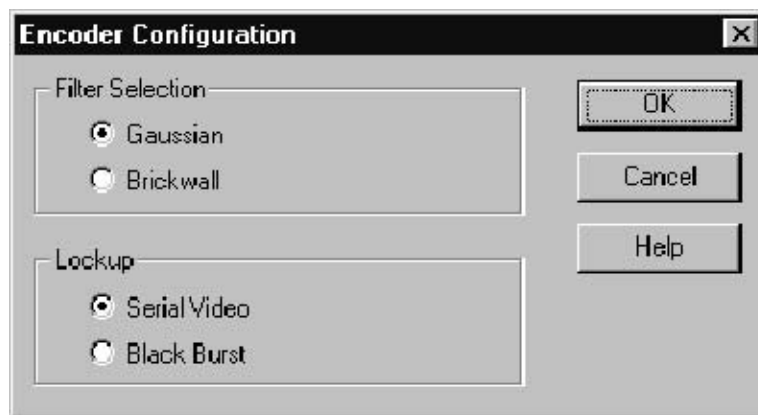 Encoder Configuration
Filter Selection
Gaussian
Brickwall
Lockup
Serial Video
Black Burst
OK
Cancel
Help